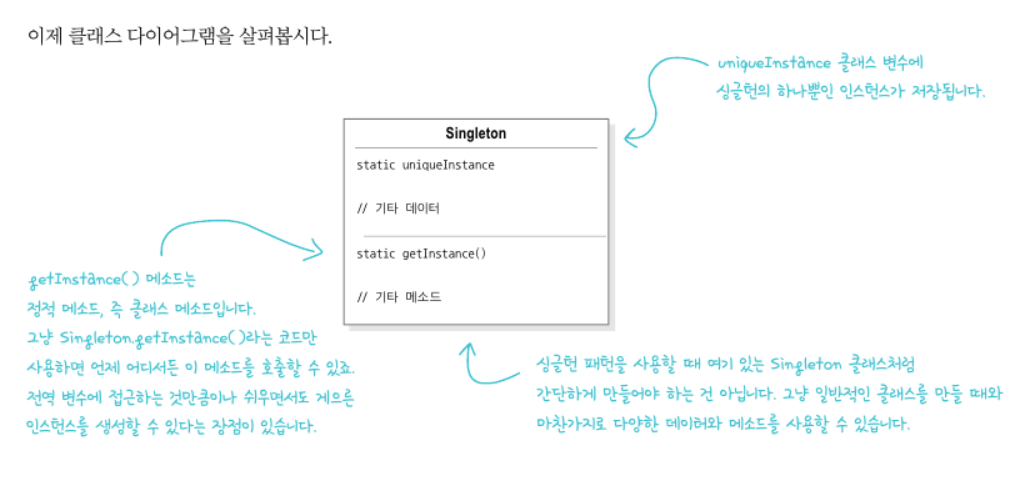 이제 클래스 다이어그램을 살펴봅시다.
uniqueInstance 클래스 변수에
싱글턴의 하나뿐인 인스턴스가 저장됩니다.
Singleton
static uniqueInstance
// 기타 데이터
static getInstance()
// 기타 메소드
getInstance() 메소드는
정적 메소드, 즉 클래스 메소드입니다.
그냥 Singleton.getInstance()라는 코드만
사용하면 언제 어디서든 이 메소드를 호출할 수 있죠.
전역 변수에 접근하는 것만큼이나 쉬우면서도 게으른
인스턴스를 생성할 수 있다는 장점이 있습니다.
싱글턴 패턴을 사용할 때 여기 있는 Singleton 클래스처럼
간단하게 만들어야 하는 건 아닙니다. 그냥 일반적인 클래스를 만들 때와
마찬가지로 다양한 데이터와 메소드를 사용할 수 있습니다.